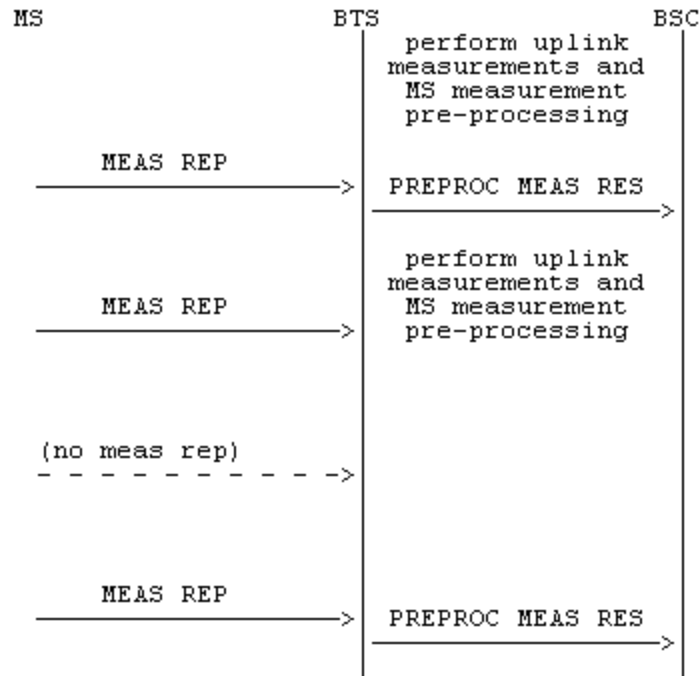 MS BTS BSC
perform uplink
measurements and
MS measurement
pre-processing
MEAS REP
PREPROC MEAS RES
perform uplink
measurements and
MS measurement
pre-processing
MEAS REP
(no meas rep)
MEAS REP
PREPROC MEAS RES